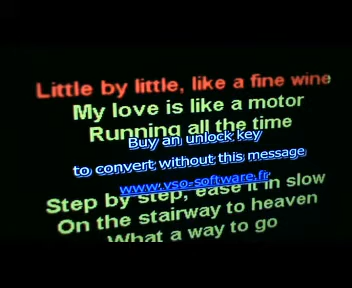 Little by little, like a fine wine
My love is like a motor
Running all the time
Buy an unlock key
to convert without this message
www.vso-software.fr
Step by step, ease it in slow
On the stairway to heaven
What a way to go